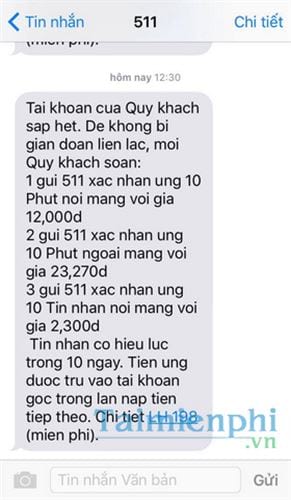 Tin nhắn
511
Chi tiết
(mien phi).
hôm nay 12:30
Tai khoan cua Quy khach
sap het. De khong bi
gian doan lien lac, moi
Quy khach soan:
1 gui 511 xac nhan ung 10
Phut noi mang voi gia
12,000d
2 gui 511 xac nhan ung
10 Phut ngoai mang voi
gia 23,270d
3 gui 511 xac nhan ung
10 Tin nhan noi mang voi
gia 2,300d
Tin nhan co hieu luc
trong 10 ngay. Tien ung
duoc tru vao tai khoan
goc trong lan nap tien
tiep theo. Chi tiet LH 198
(mien phi).
Taimienphi
.vn
Tin nhắn Văn bản
Gửi